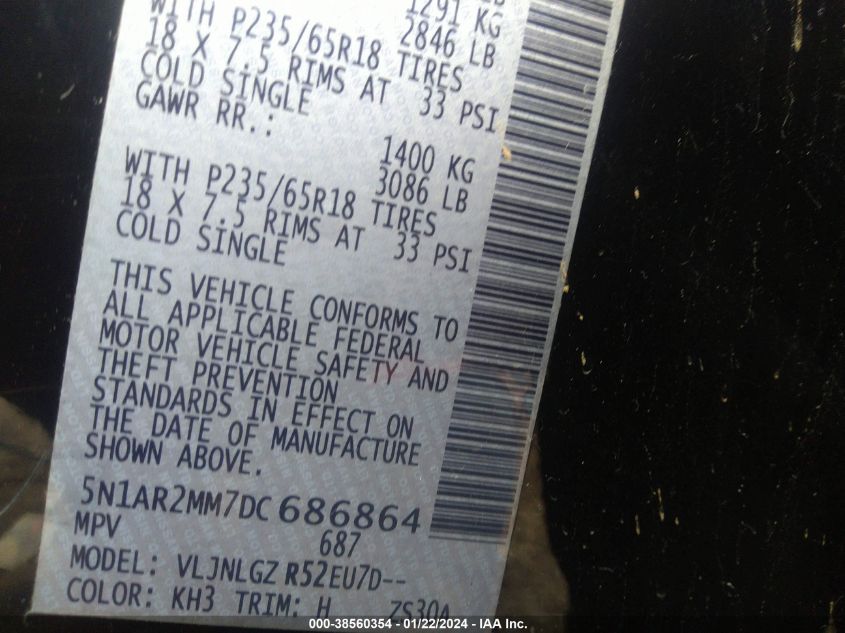 1291 KG
WITH P235/65R18 TIRES 2846 LB
18 X 7.5 RIMS AT 33 PSI
COLD SINGLE
GAWR RR.:
1400 KG
3086 LB
WITH P235/65R18 TIRES
18 X 7.5 RIMS AT 33 PSI
COLD SINGLE
THIS VEHICLE CONFORMS TO
ALL APPLICABLE FEDERAL
MOTOR VEHICLE SAFETY AND
THEFT PREVENTION
STANDARDS IN EFFECT ON
THE DATE OF MANUFACTURE
SHOWN ABOVE.
5N1AR2MM7DC686864
MPV 687
MODEL: VLJNLGZ R52EU7D--
COLOR: KH3 TRIM: H ZS30A
000-38560354 - 01/22/2024 - IAA Inc.